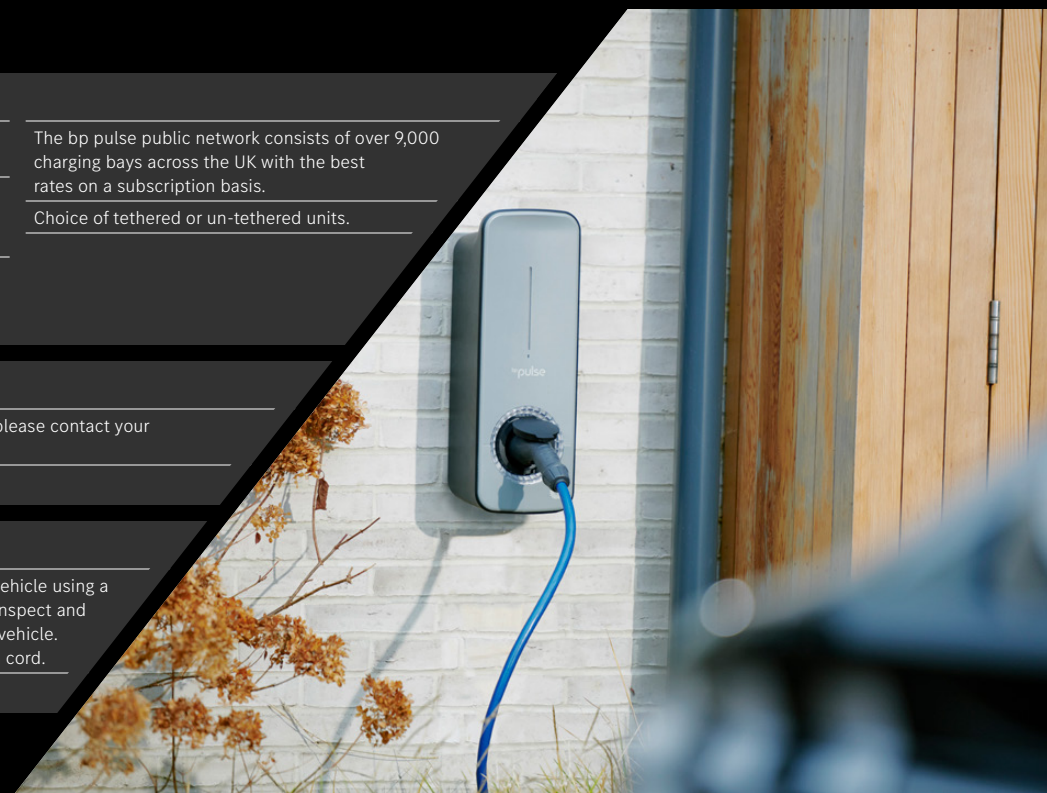 The bp pulse public network consists of over 9,000
charging bays across the UK with the best
rates on a subscription basis.
Choice of tethered or un-tethered units.
please contact your
ehicle using a
nspect and
vehicle.
cord.
bp pulse